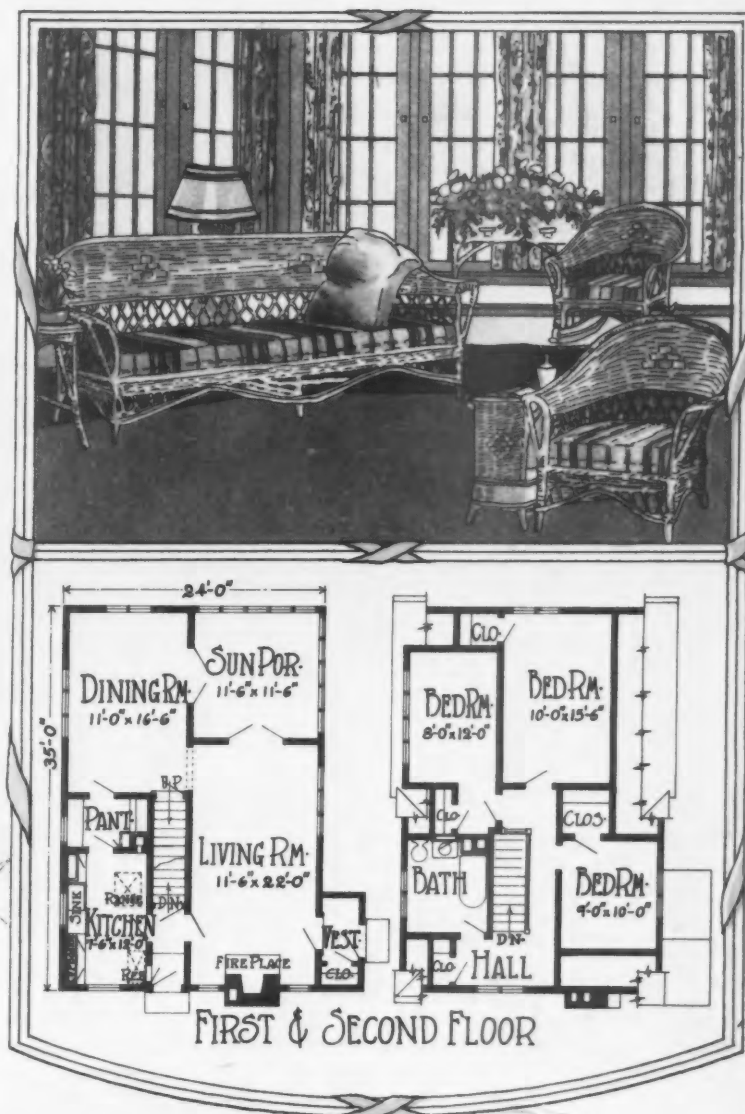 24'-0"
35'-0"
DINING RM.
11'-0" x 16'-6"
SUN POR.
11'-6" x 11'-6"
PANT.
UP
LIVING RM.
11'-6" x 22'-0"
DN.
RANGE
SINK
KITCHEN
7'-6" x 12'-0"
REF
FIRE PLACE
VEST.
CLO.
CLO.
BED RM.
8'-0" x 12'-0"
BED RM.
10'-0" x 15'-6"
CLO.
CLOS.
BATH
BED RM.
9'-0" x 10'-0"
DN.
CLO.
HALL
FIRST & SECOND FLOOR